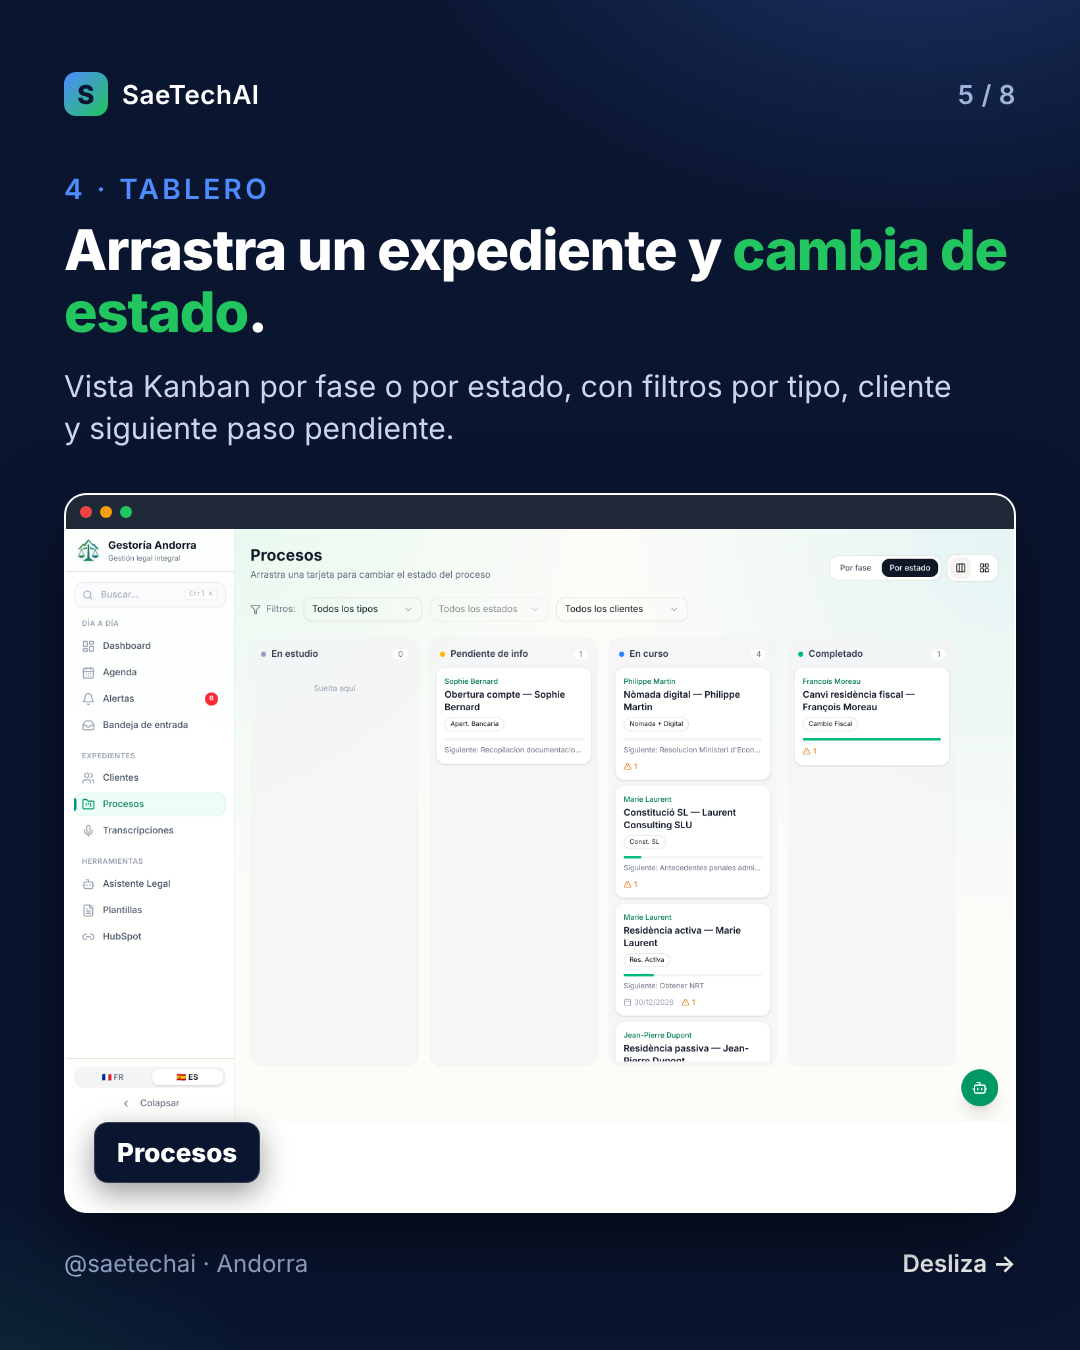 S SaeTechAI
5 / 8
4 · TABLERO
Arrastra un expediente y cambia de
estado.
Vista Kanban por fase o por estado, con filtros por tipo, cliente
y siguiente paso pendiente.
Gestoría Andorra
Gestión legal integral
Buscar... Ctrl K
DÍA A DÍA
Dashboard
Agenda
Alertas 6
Bandeja de entrada
EXPEDIENTES
Clientes
Procesos
Transcripciones
HERRAMIENTAS
Asistente Legal
Plantillas
HubSpot
FR ES
Colapsar
Procesos
Arrastra una tarjeta para cambiar el estado del proceso
Por fase Por estado
Filtros: Todos los tipos Todos los estados Todos los clientes
En estudio 0
Suelta aquí
Pendiente de info 1
Sophie Bernard
Obertura compte — Sophie
Bernard
Apert. Bancaria
Siguiente: Recopilacion documentacio...
En curso 4
Philippe Martin
Nòmada digital — Philippe
Martin
Nomada + Digital
Siguiente: Resolucion Ministeri d'Econ...
1
Marie Laurent
Constitució SL — Laurent
Consulting SLU
Const. SL
Siguiente: Antecedentes penales admi...
1
Marie Laurent
Residència activa — Marie
Laurent
Res. Activa
Siguiente: Obtener NRT
30/12/2026 1
Jean-Pierre Dupont
Residència passiva — Jean-
Pierre Dupont
Completado 1
Francois Moreau
Canvi residència fiscal —
François Moreau
Cambio Fiscal
1
Procesos
@saetechai · Andorra
Desliza →